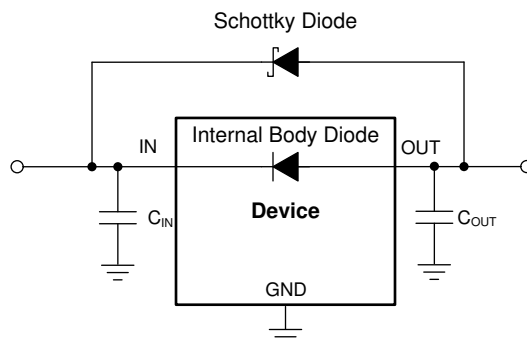 Schottky Diode
IN
Internal Body Diode
OUT
Device
CIN
COUT
GND